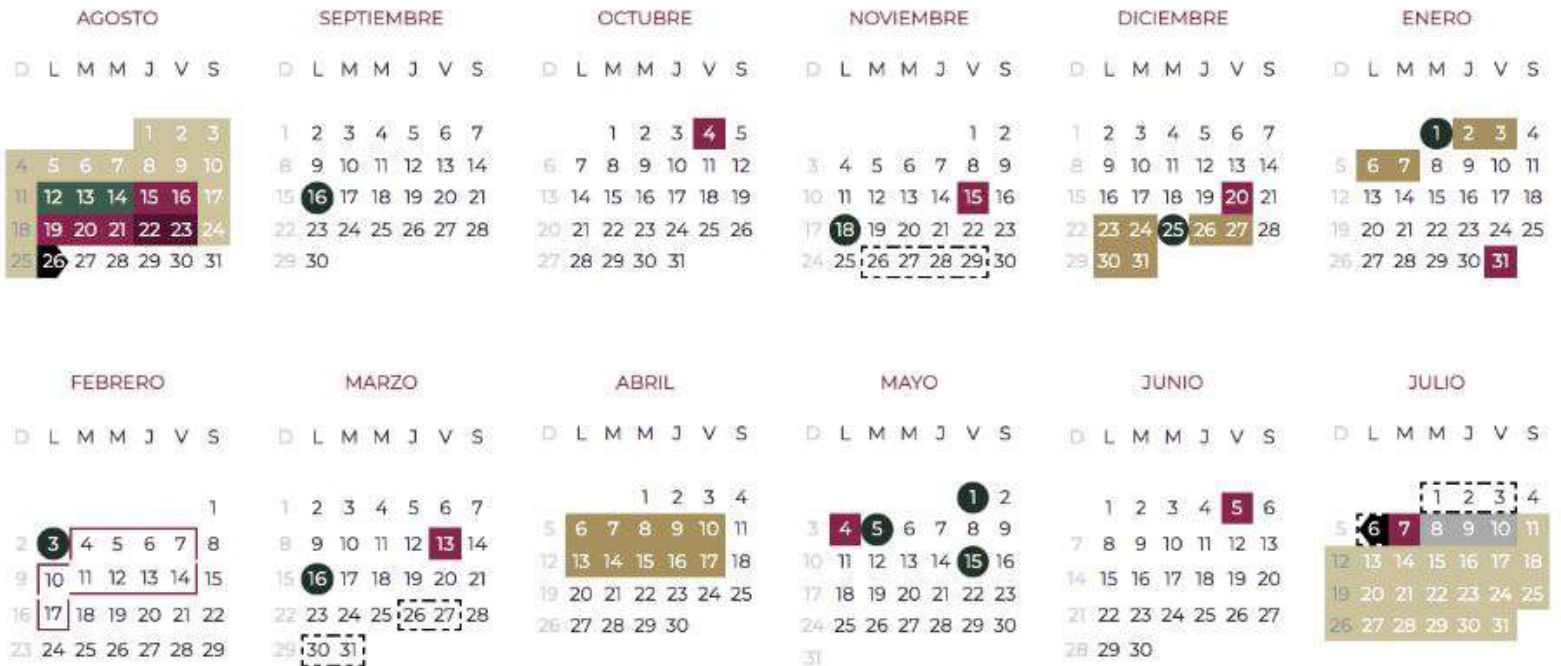 AGOSTO
D L M M J V S
1 2 3
4 5 6 7 8 9 10
11 12 13 14 15 16 17
18 19 20 21 22 23 24
25 26 27 28 29 30 31
SEPTIEMBRE
D L M M J V S
1 2 3 4 5 6 7
8 9 10 11 12 13 14
15 16 17 18 19 20 21
22 23 24 25 26 27 28
29 30
OCTUBRE
D L M M J V S
1 2 3 4 5
6 7 8 9 10 11 12
13 14 15 16 17 18 19
20 21 22 23 24 25 26
27 28 29 30 31
NOVIEMBRE
D L M M J V S
1 2
3 4 5 6 7 8 9
10 11 12 13 14 15 16
17 18 19 20 21 22 23
24 25 26 27 28 29 30
DICIEMBRE
D L M M J V S
1 2 3 4 5 6 7
8 9 10 11 12 13 14
15 16 17 18 19 20 21
22 23 24 25 26 27 28
29 30 31
ENERO
D L M M J V S
1 2 3 4
5 6 7 8 9 10 11
12 13 14 15 16 17 18
19 20 21 22 23 24 25
26 27 28 29 30 31
FEBRERO
D L M M J V S
1
2 3 4 5 6 7 8
9 10 11 12 13 14 15
16 17 18 19 20 21 22
23 24 25 26 27 28 29
MARZO
D L M M J V S
1 2 3 4 5 6 7
8 9 10 11 12 13 14
15 16 17 18 19 20 21
22 23 24 25 26 27 28
29 30 31
ABRIL
D L M M J V S
1 2 3 4
5 6 7 8 9 10 11
12 13 14 15 16 17 18
19 20 21 22 23 24 25
26 27 28 29 30
MAYO
D L M M J V S
1 2
3 4 5 6 7 8 9
10 11 12 13 14 15 16
17 18 19 20 21 22 23
24 25 26 27 28 29 30
31
JUNIO
D L M M J V S
1 2 3 4 5 6
7 8 9 10 11 12 13
14 15 16 17 18 19 20
21 22 23 24 25 26 27
28 29 30
JULIO
D L M M J V S
1 2 3 4
5 6 7 8 9 10 11
12 13 14 15 16 17 18
19 20 21 22 23 24 25
26 27 28 29 30 31